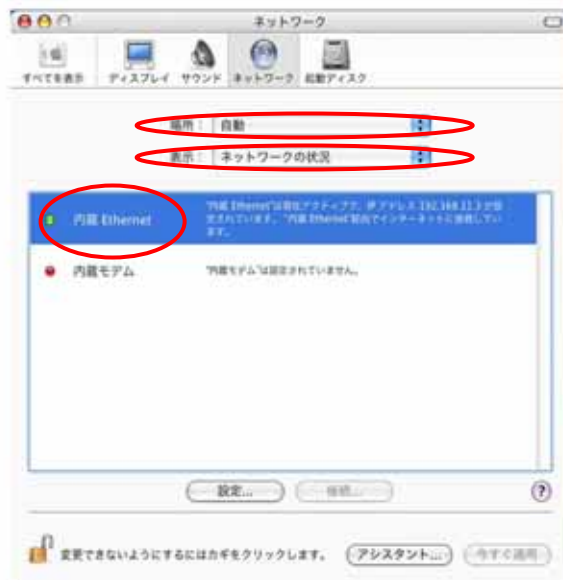 ネットワーク
すべてを表示 ディスプレイ サウンド ネットワーク 起動ディスク
場所： 自動
表示： ネットワークの状況
内蔵 Ethernet
"内蔵 Ethernet"は現在アクティブで、IP アドレス 192.168.11.3 が設
定されています。"内蔵 Ethernet"経由でインターネットに接続してい
ます。
内蔵モデム
"内蔵モデム"は設定されていません。
設定... 接続...
?
変更できないようにするにはカギをクリックします。 アシスタント... 今すぐ適用